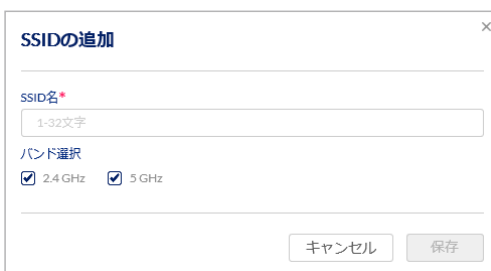 SSIDの追加
×
SSID名*
1-32文字
バンド選択
2.4 GHz 5 GHz
キャンセル 保存